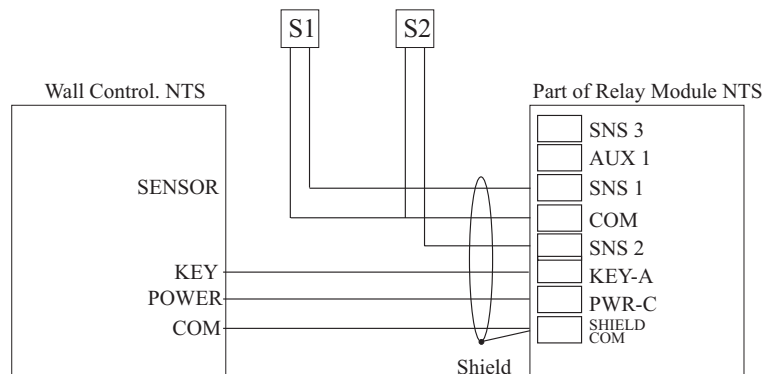 S1
S2
Wall Control. NTS
Part of Relay Module NTS
SNS 3
AUX 1
SENSOR
SNS 1
COM
SNS 2
KEY
KEY-A
POWER
PWR-C
COM
SHIELD
COM
Shield